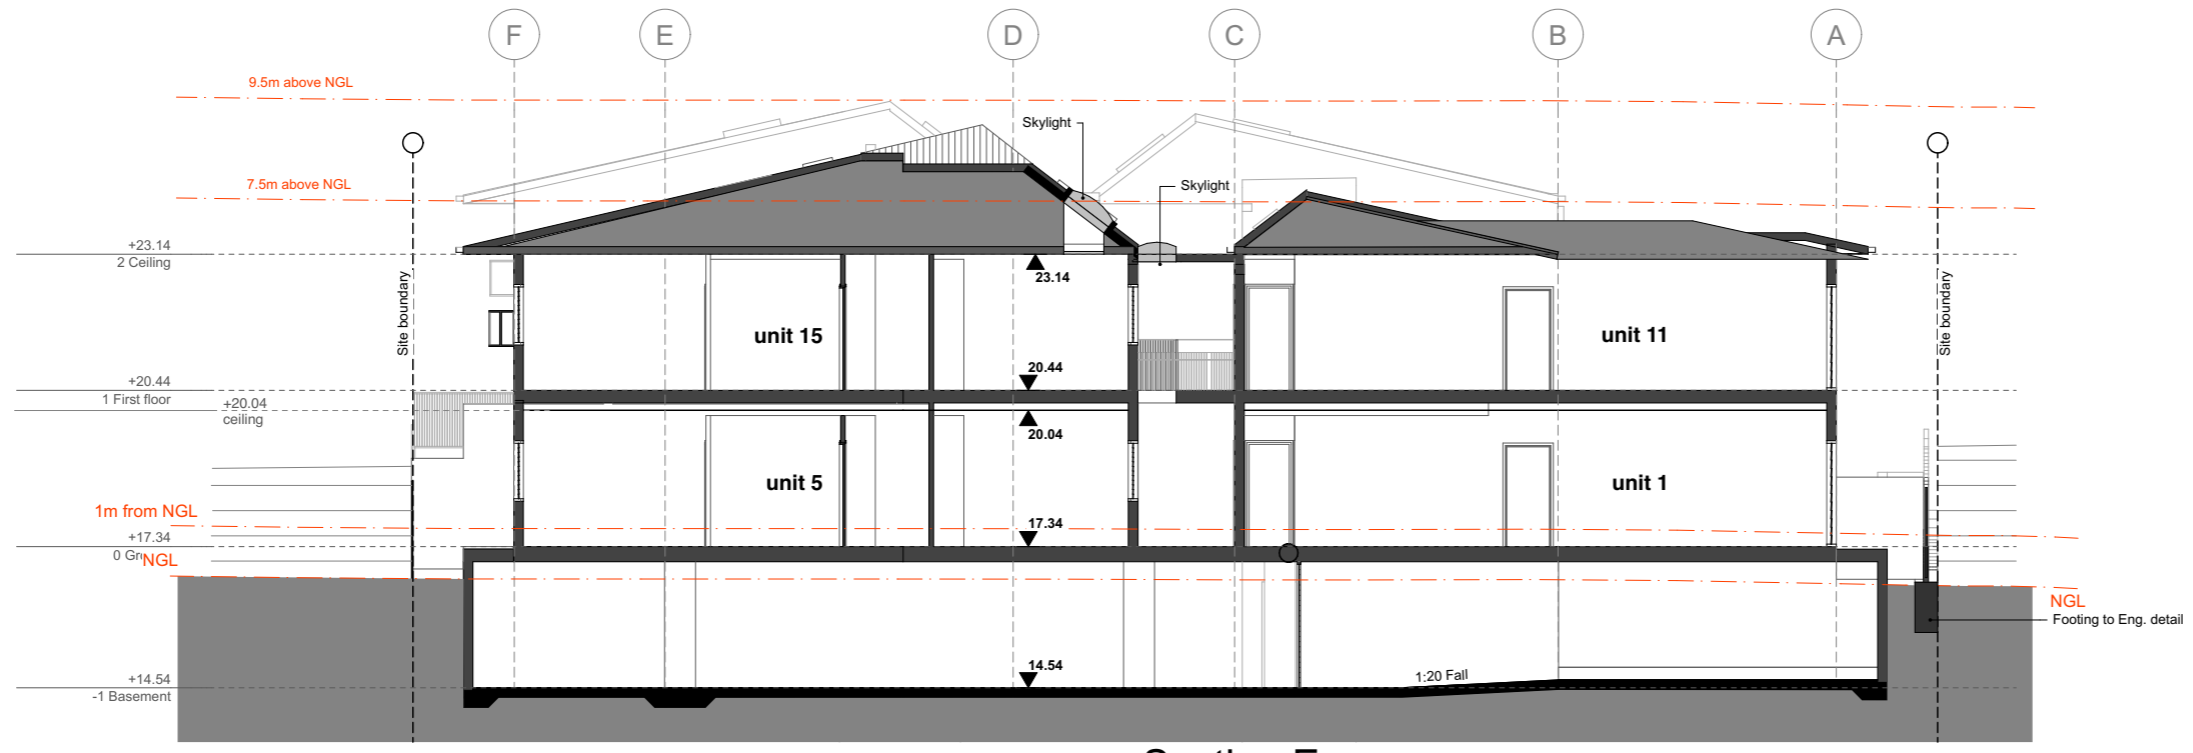 F E D C B A
9.5m above NGL
Skylight
7.5m above NGL
Skylight
+23.14
2 Ceiling
23.14
Site boundary
Site boundary
unit 15
unit 11
+20.44
1 First floor
20.44
+20.04
ceiling
20.04
unit 5
unit 1
1m from NGL
+17.34
0 Gr
17.34
NGL
NGL
Footing to Eng. detail
+14.54
-1 Basement
14.54
1:20 Fall